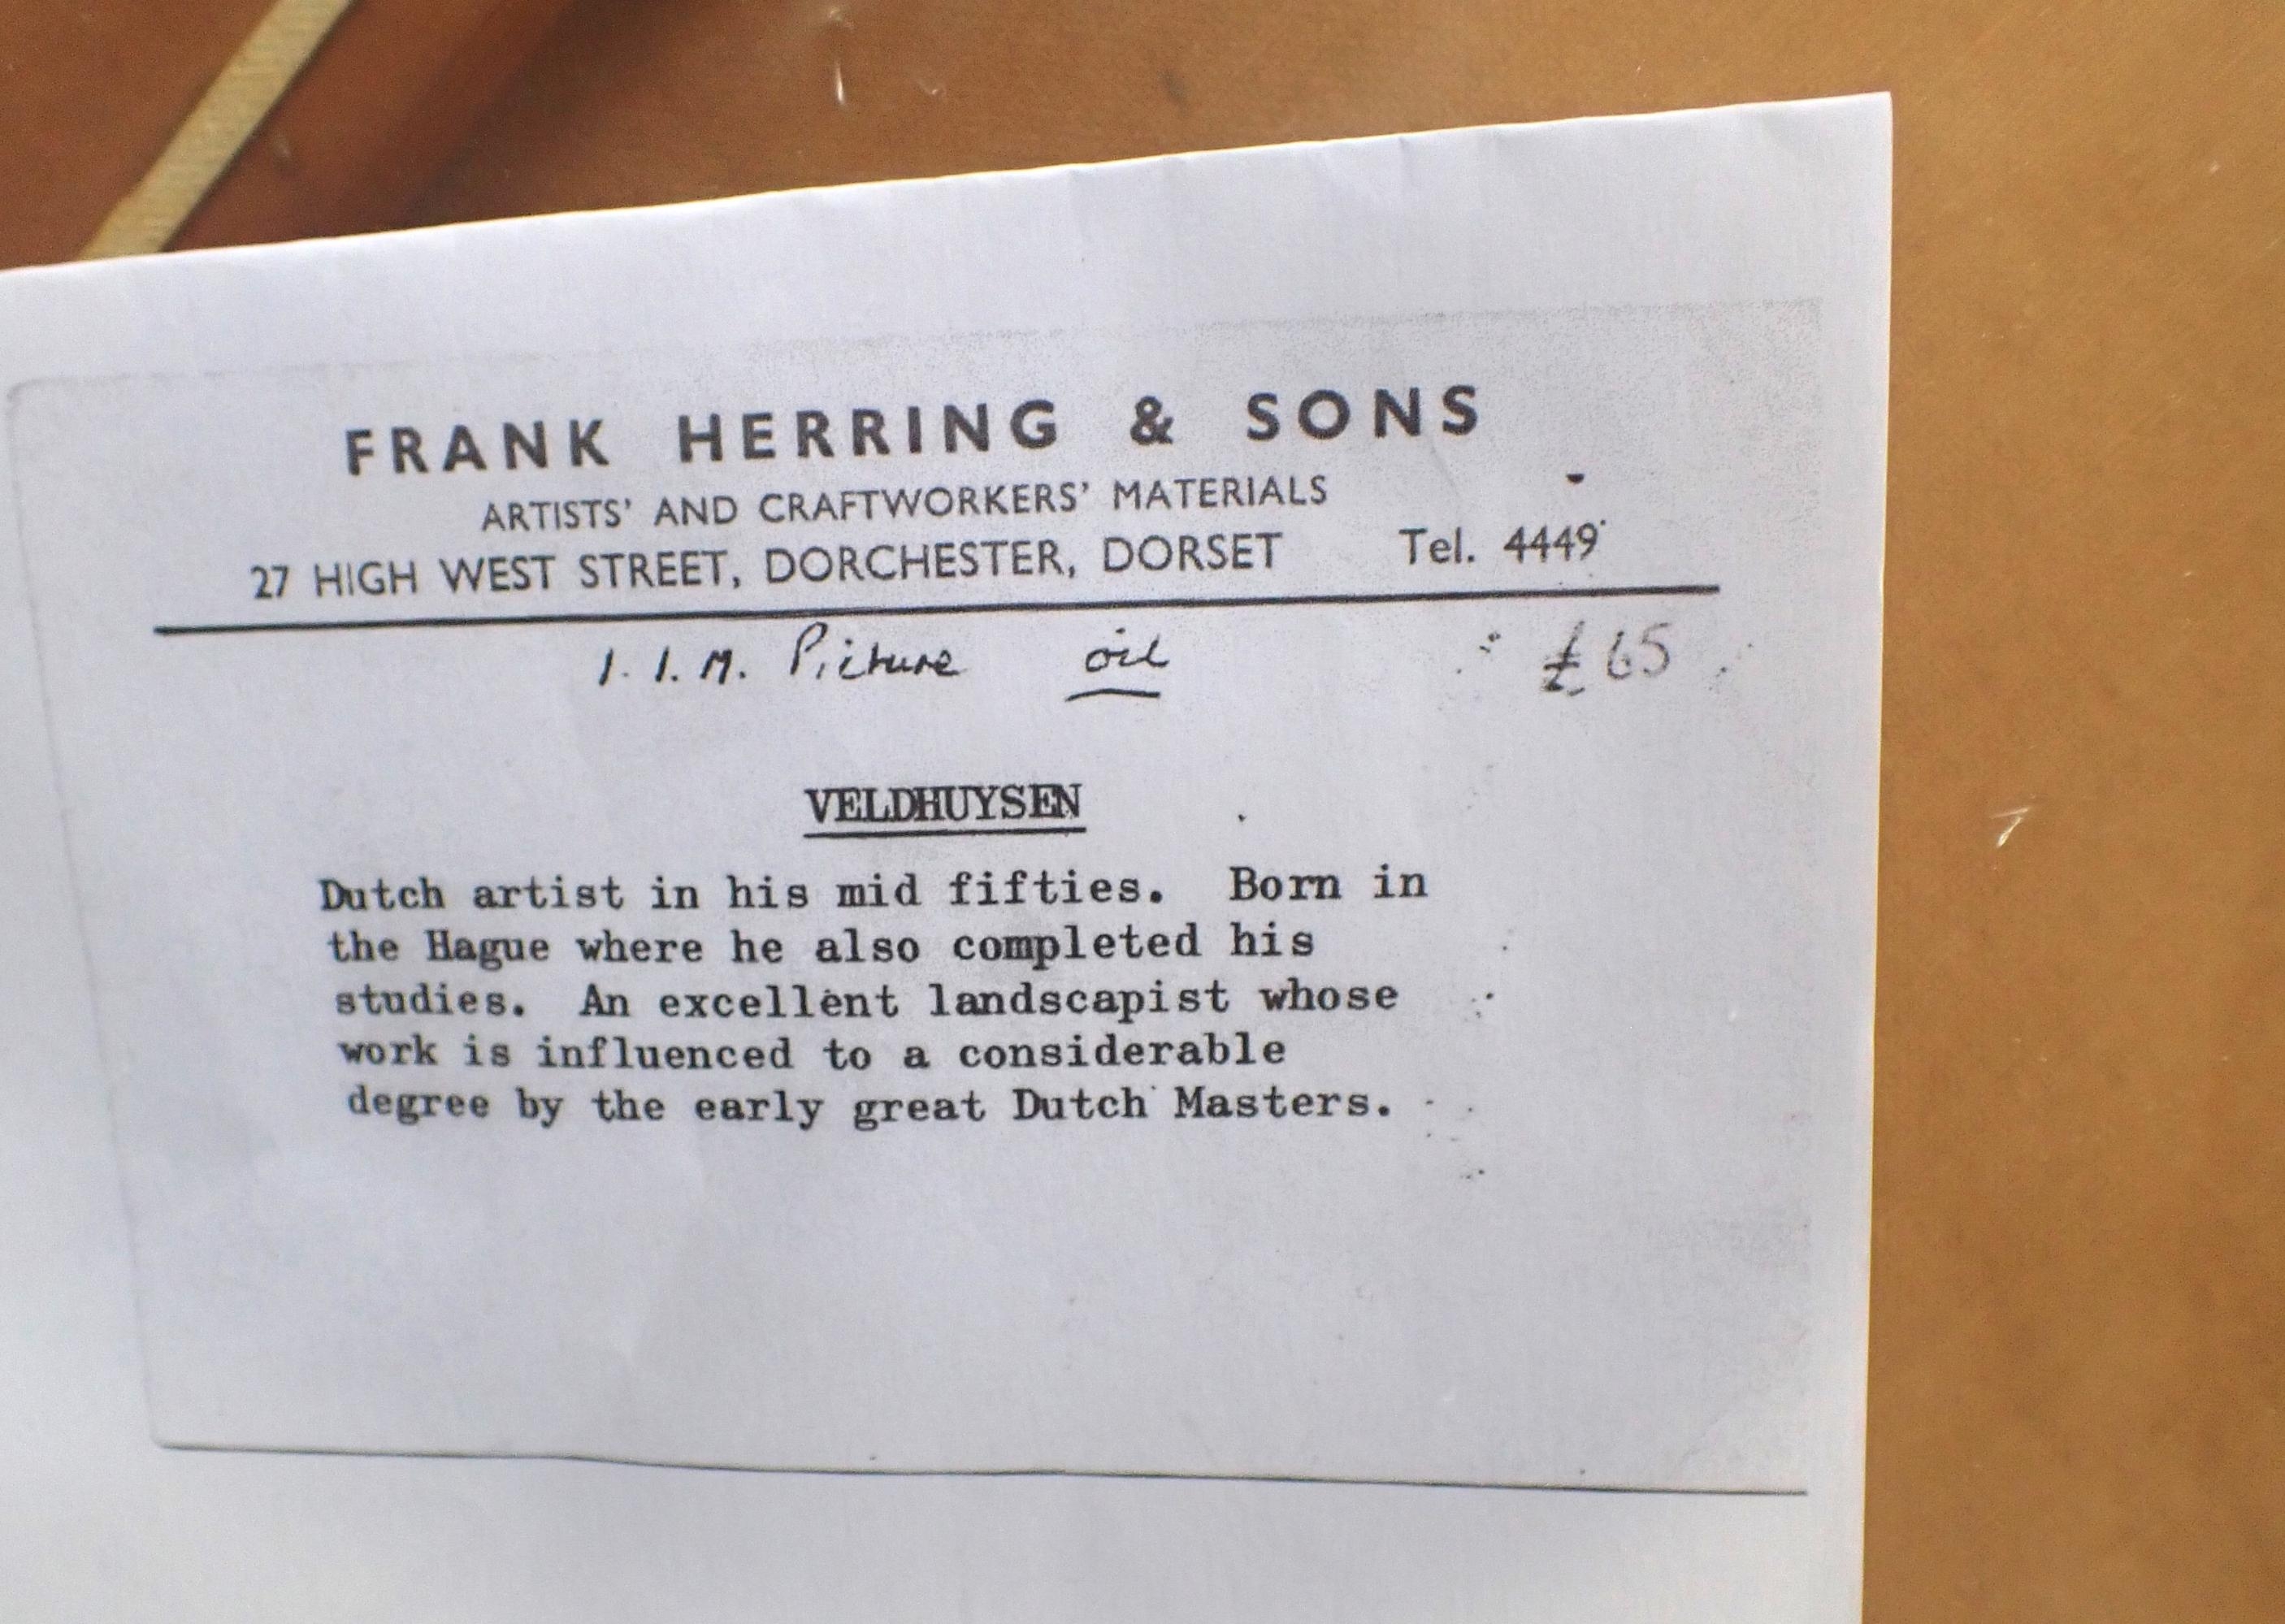 FRANK HERRING & SONS
ARTISTS' AND CRAFTWORKERS' MATERIALS
27 HIGH WEST STREET, DORCHESTER, DORSET Tel. 4449
1. 1. M. Picture oil £65
VELDHUYSEN
Dutch artist in his mid fifties. Born in
the Hague where he also completed his
studies. An excellent landscapist whose
work is influenced to a considerable
degree by the early great Dutch Masters.